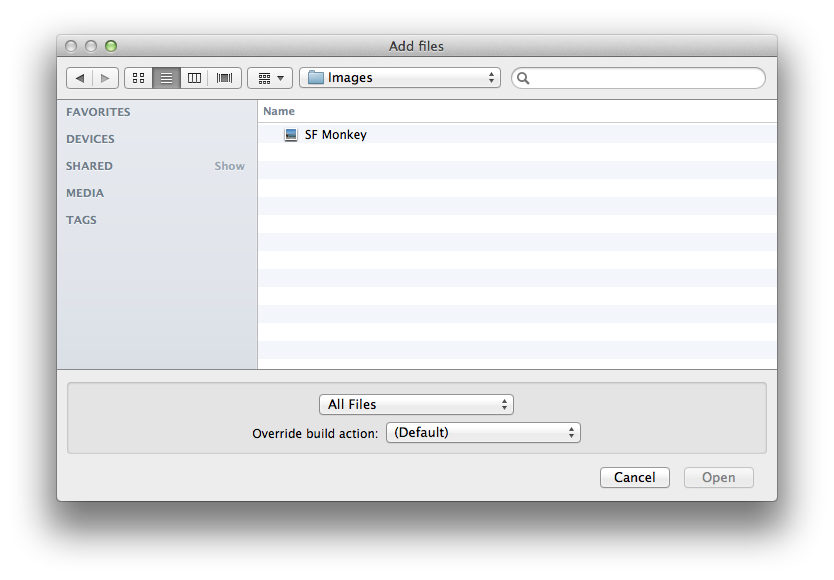 Add files
Images
FAVORITES
DEVICES
SHARED Show
MEDIA
TAGS
Name
SF Monkey
All Files
Override build action: (Default)
Cancel Open